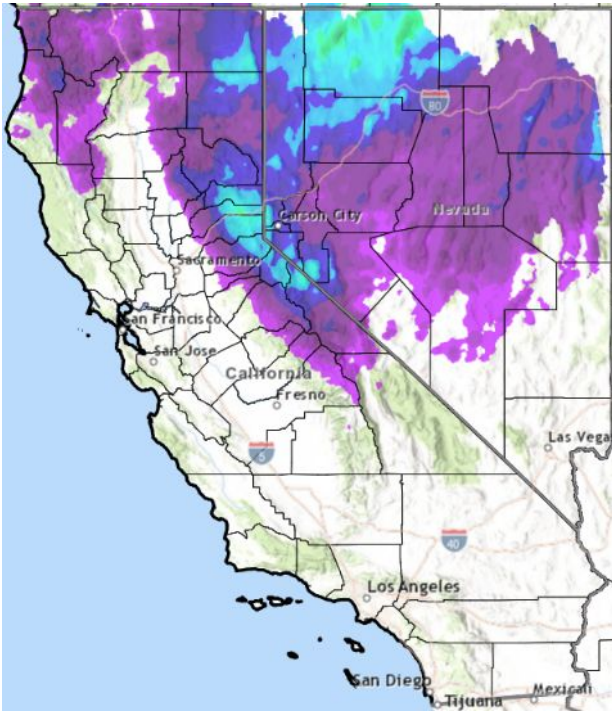 80
Nevada
Carson City
Sacramento
San Francisco
San Jose
California
Fresno
Las Vega
5
40
Los Angeles
San Diego
Mexicali
Tijuana